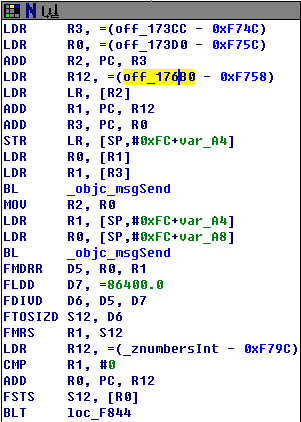 N
LDR R3, =(off_173CC - 0xF74C)
LDR R0, =(off_173D0 - 0xF75C)
ADD R2, PC, R3
LDR R12, =(off_176B0 - 0xF758)
LDR LR, [R2]
ADD R1, PC, R12
ADD R3, PC, R0
STR LR, [SP,#0xFC+var_A4]
LDR R0, [R1]
LDR R1, [R3]
BL _objc_msgSend
MOV R2, R0
LDR R1, [SP,#0xFC+var_A4]
LDR R0, [SP,#0xFC+var_A8]
BL _objc_msgSend
FMDRR D5, R0, R1
FLDD D7, =86400.0
FDIVD D6, D5, D7
FTOSIZD S12, D6
FMRS R1, S12
LDR R12, =(_znumbersInt - 0xF79C)
CMP R1, #0
ADD R0, PC, R12
FSTS S12, [R0]
BLT loc_F844